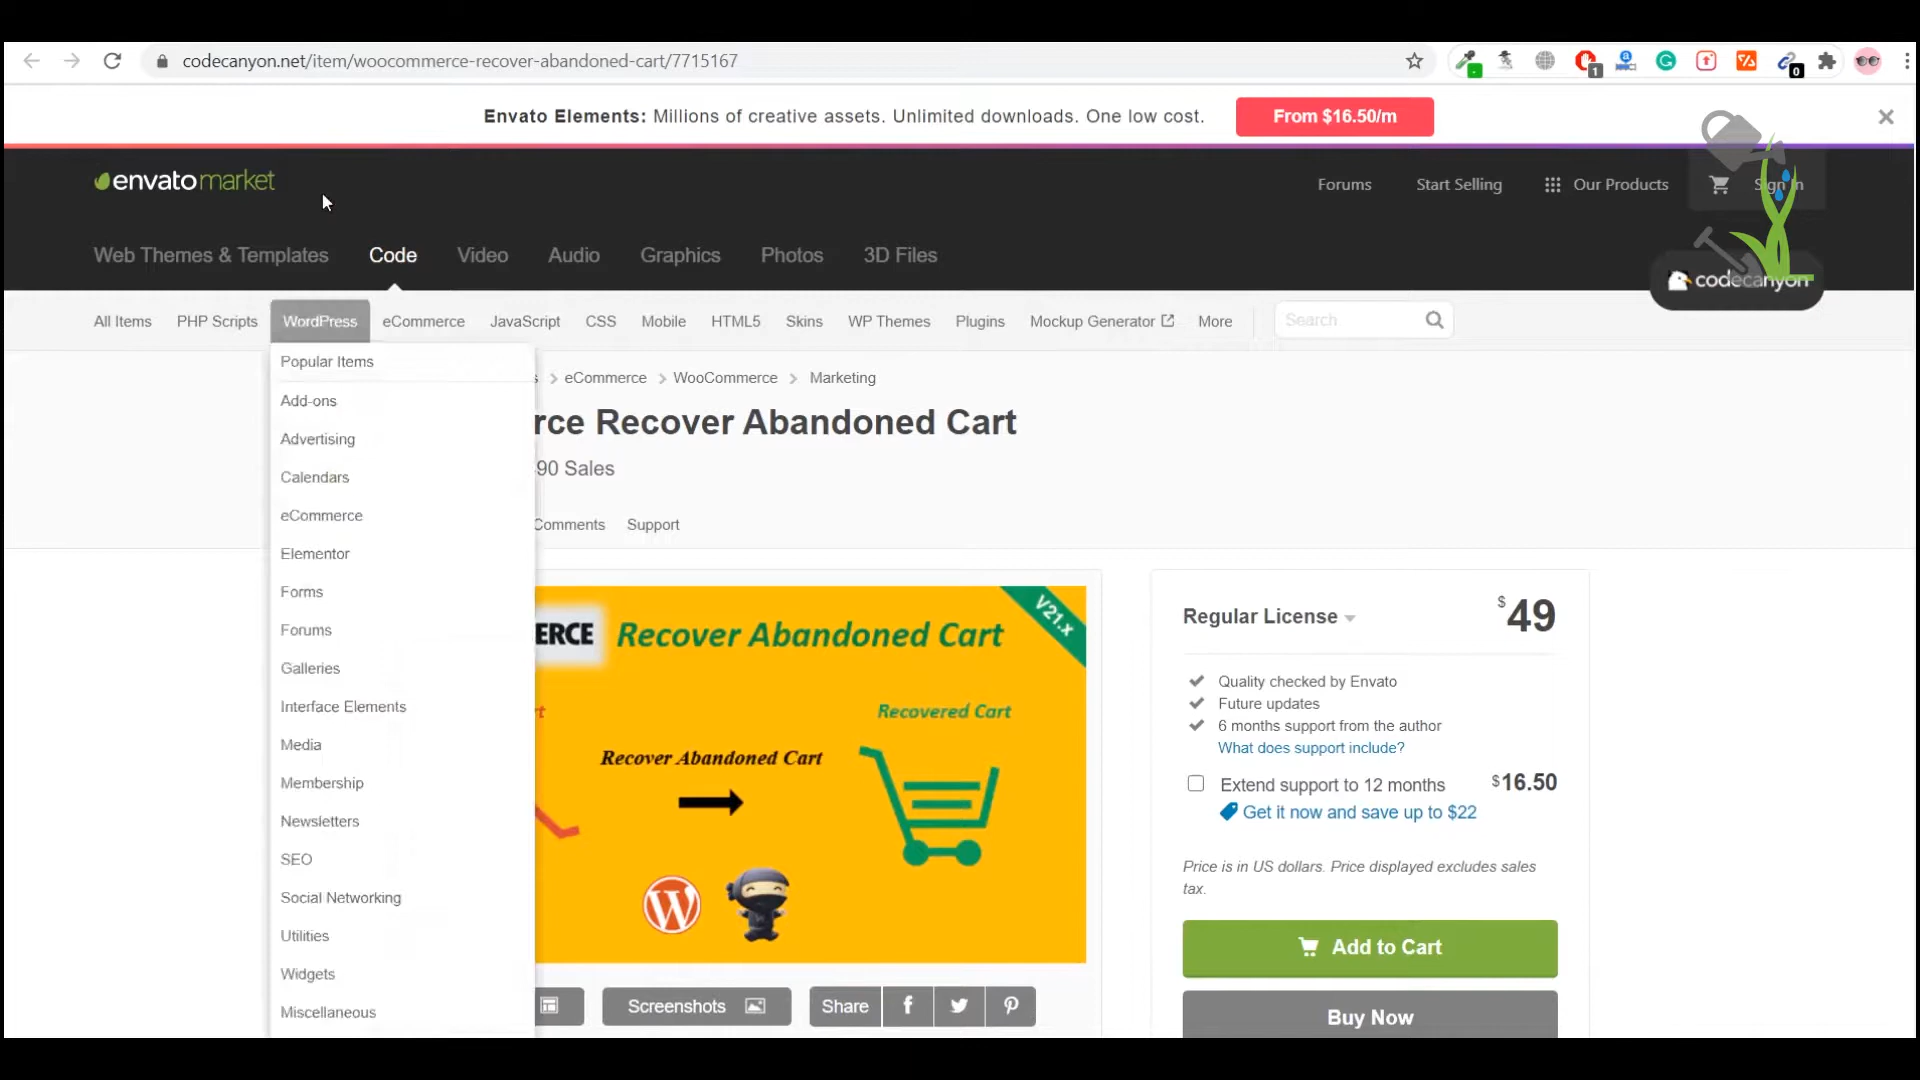 codecanyon.net/item/woocommerce-recover-abandoned-cart/7715167
1
0
Envato Elements: Millions of creative assets. Unlimited downloads. One low cost.
From $16.50/m
envatomarket
Forums
Start Selling
Our Products
Sign In
Web Themes & Templates
Code
Video
Audio
Graphics
Photos
3D Files
codecanyon
All Items
PHP Scripts
WordPress
eCommerce
JavaScript
CSS
Mobile
HTML5
Skins
WP Themes
Plugins
Mockup Generator
More
Search
Popular Items
Add-ons
Advertising
Calendars
eCommerce
Elementor
Forms
Forums
Galleries
Interface Elements
Media
Membership
Newsletters
SEO
Social Networking
Utilities
Widgets
Miscellaneous
s > eCommerce > WooCommerce > Marketing
rce Recover Abandoned Cart
90 Sales
Comments
Support
ERCE
Recover Abandoned Cart
V21.x
rt
Recovered Cart
Recover Abandoned Cart
Screenshots
Share
Regular License
$49
Quality checked by Envato
Future updates
6 months support from the author
What does support include?
Extend support to 12 months
$16.50
Get it now and save up to $22
Price is in US dollars. Price displayed excludes sales
tax.
Add to Cart
Buy Now